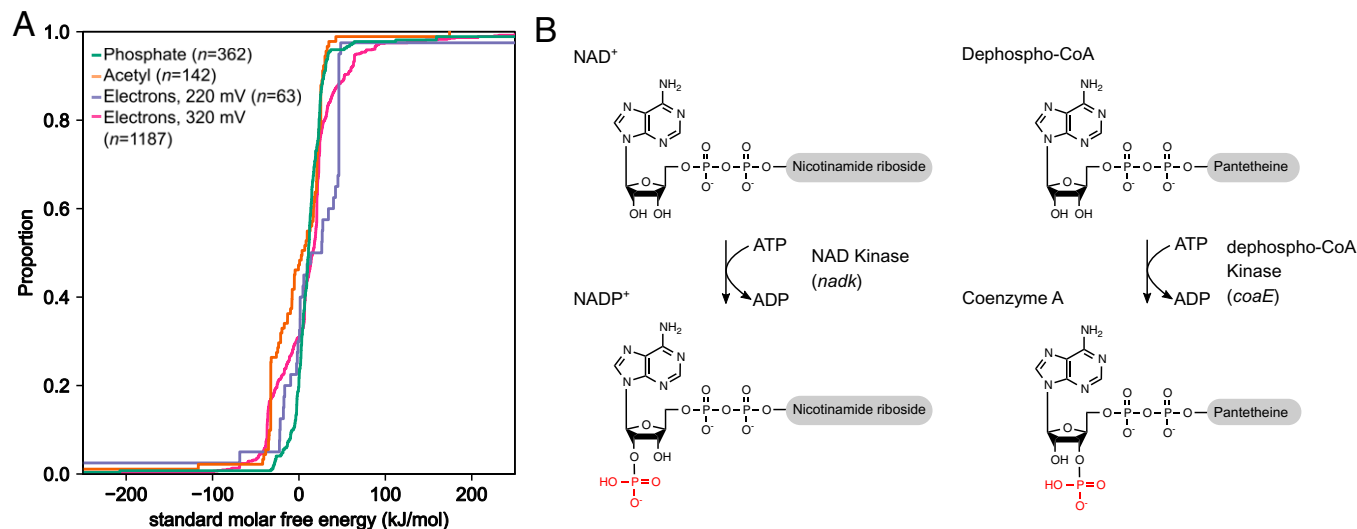 A
1.0
0.8
0.6
0.4
0.2
0.0
Proportion
Phosphate (n=362)
Acetyl (n=142)
Electrons, 220 mV (n=63)
Electrons, 320 mV
(n=1187)
−200
−100
0
100
200
standard molar free energy (kJ/mol)
B
NAD+
NH2
N
N
N
N
O
O
O
P
O
P
O
Nicotinamide riboside
O-
O-
O
OH
OH
ATP
NAD Kinase
(nadk)
ADP
NADP+
NH2
N
N
N
N
O
O
O
P
O
P
O
Nicotinamide riboside
O-
O-
O
O
OH
HO
P
O
O-
Dephospho-CoA
NH2
N
N
N
N
O
O
O
P
O
P
O
Pantetheine
O-
O-
O
OH
OH
ATP
dephospho-CoA
Kinase
(coaE)
ADP
Coenzyme A
NH2
N
N
N
N
O
O
O
P
O
P
O
Pantetheine
O-
O-
O
OH
O
HO
P
O
O-